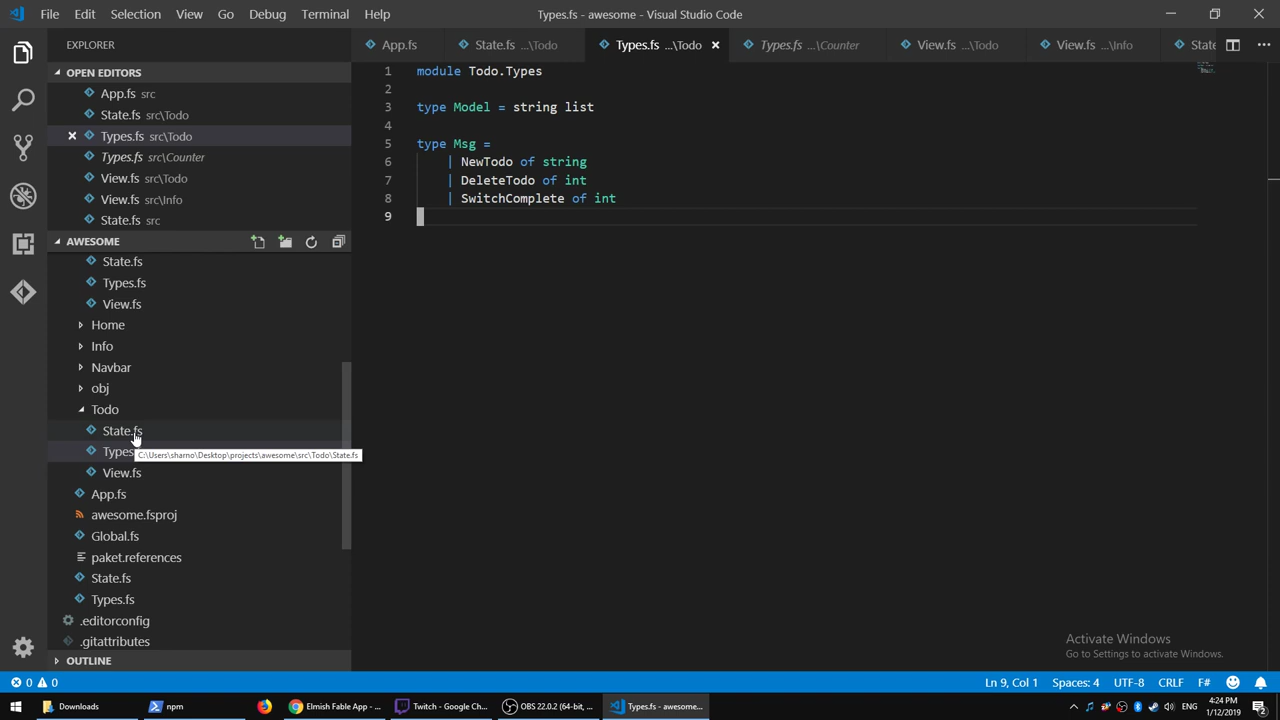 File Edit Selection View Go Debug Terminal Help
Types.fs - awesome - Visual Studio Code
EXPLORER
OPEN EDITORS
App.fs src
State.fs src\Todo
Types.fs src\Todo
Types.fs src\Counter
View.fs src\Todo
View.fs src\Info
State.fs src
AWESOME
State.fs
Types.fs
View.fs
Home
Info
Navbar
obj
Todo
State.fs
Types
C:\Users\sharno\Desktop\projects\awesome\src\Todo\State.fs
View.fs
App.fs
awesome.fsproj
Global.fs
paket.references
State.fs
Types.fs
.editorconfig
.gitattributes
OUTLINE
App.fs State.fs ...\Todo Types.fs ...\Todo Types.fs ...\Counter View.fs ...\Todo View.fs ...\Info State
1 module Todo.Types
2
3 type Model = string list
4
5 type Msg =
6 | NewTodo of string
7 | DeleteTodo of int
8 | SwitchComplete of int
9
Activate Windows
Go to Settings to activate Windows.
0 0
Ln 9, Col 1 Spaces: 4 UTF-8 CRLF F#
Downloads npm Elmish Fable App - ... Twitch - Google Ch... OBS 22.0.2 (64-bit, ... Types.fs - awesome...
ENG
4:24 PM
1/12/2019
2